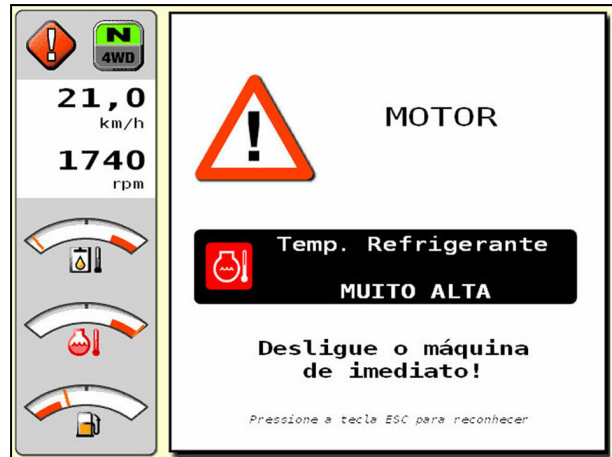 N
4WD
21,0
km/h
1740
rpm
!
MOTOR
Temp. Refrigerante
MUITO ALTA
Desligue o máquina
de imediato!
Pressione a tecla ESC para reconhecer